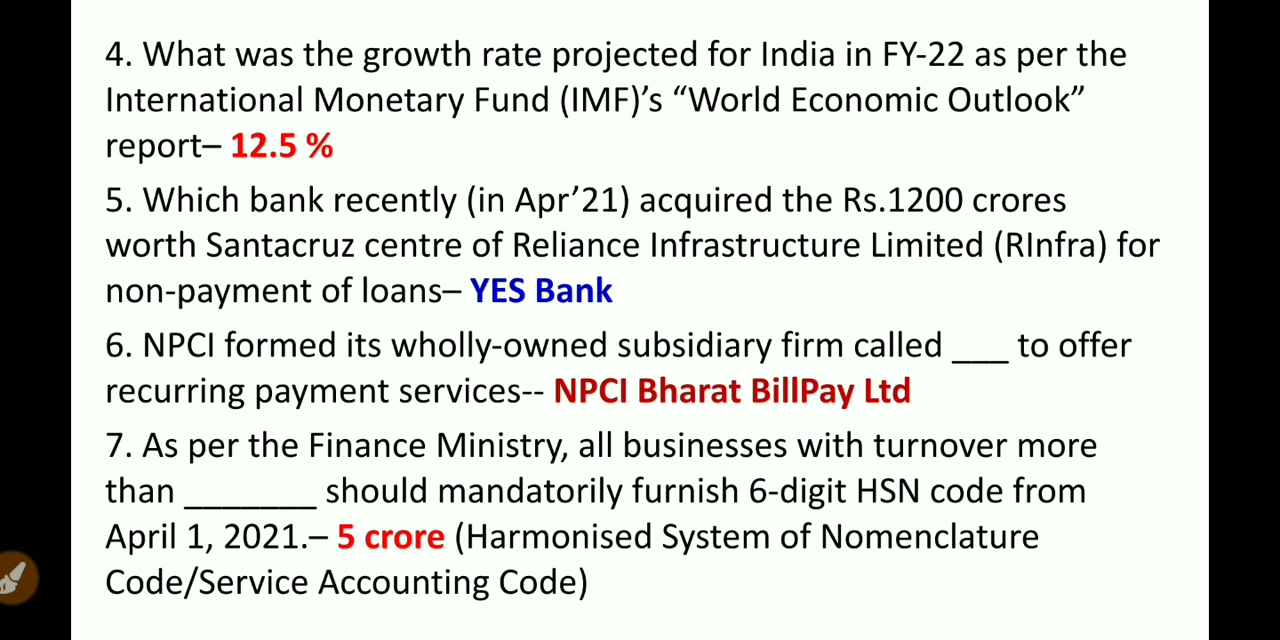 4. What was the growth rate projected for India in FY-22 as per the
International Monetary Fund (IMF)’s “World Economic Outlook”
report– 12.5 %
5. Which bank recently (in Apr’21) acquired the Rs.1200 crores
worth Santacruz centre of Reliance Infrastructure Limited (RInfra) for
non-payment of loans– YES Bank
6. NPCI formed its wholly-owned subsidiary firm called ___ to offer
recurring payment services-- NPCI Bharat BillPay Ltd
7. As per the Finance Ministry, all businesses with turnover more
than _______ should mandatorily furnish 6-digit HSN code from
April 1, 2021.– 5 crore (Harmonised System of Nomenclature
Code/Service Accounting Code)